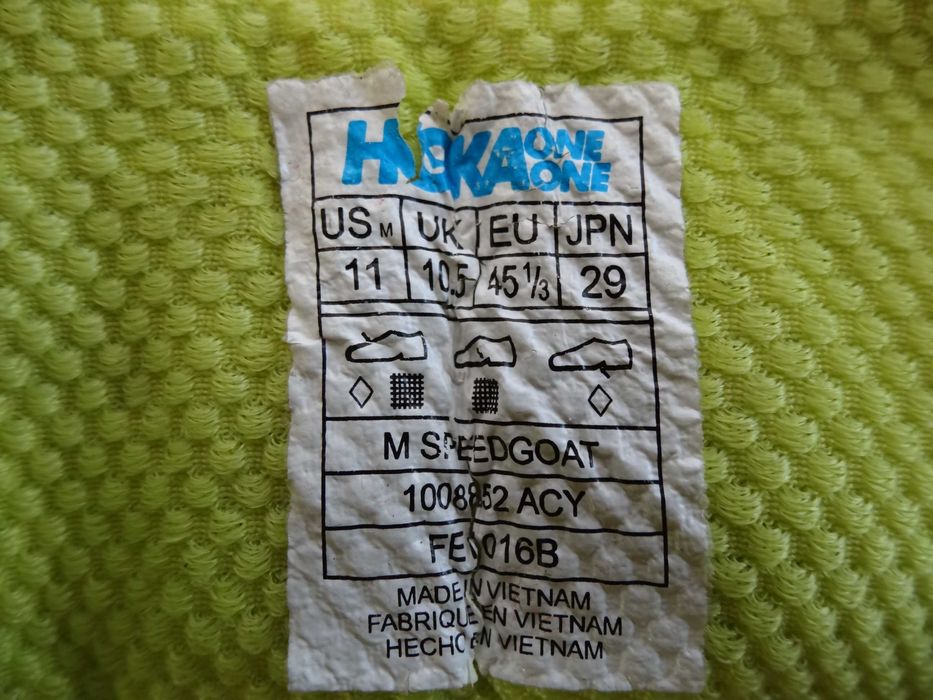 HOKA ONE ONE
US M UK EU JPN
11 10.5 45 1/3 29
M SPEEDGOAT
1008852 ACY
MADE IN VIETNAM
FABRIQUE EN VIETNAM
HECHO EN VIETNAM